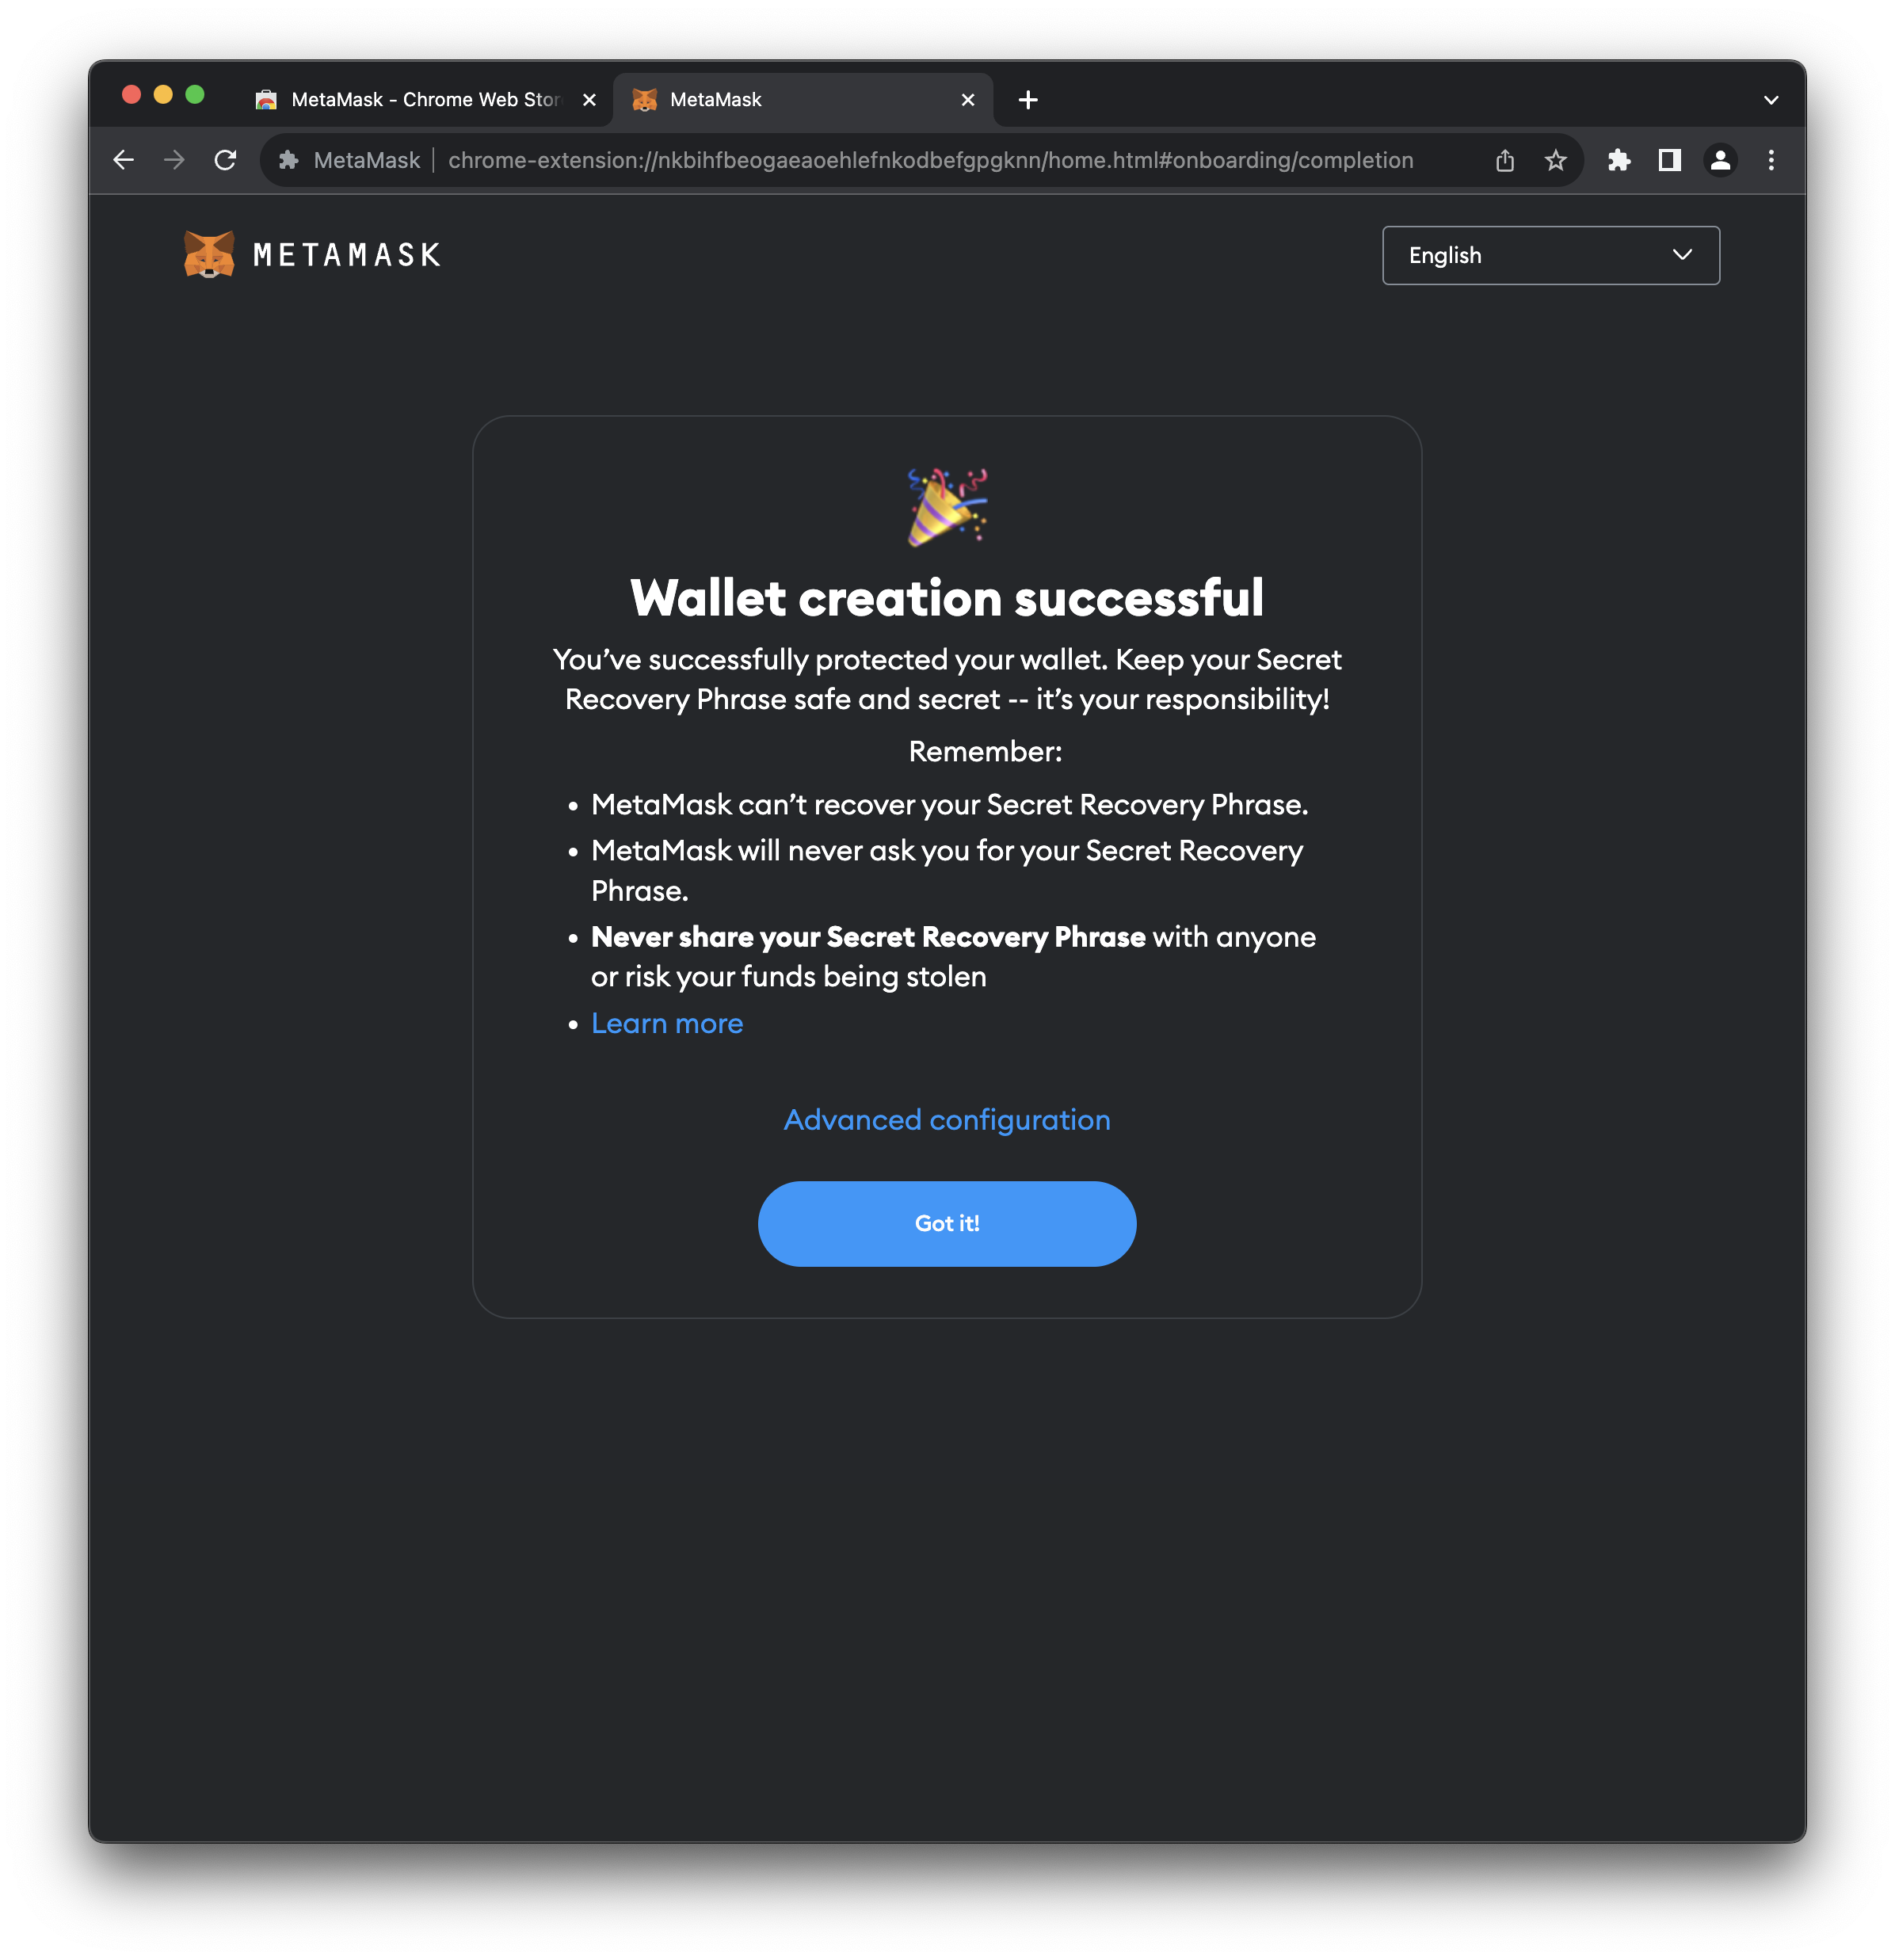 MetaMask - Chrome Web Stor
MetaMask
MetaMask
chrome-extension://nkbihfbeogaeaoehlefnkodbefgpgknn/home.html#onboarding/completion
METAMASK
English
Wallet creation successful
You’ve successfully protected your wallet. Keep your Secret
Recovery Phrase safe and secret -- it’s your responsibility!
Remember:
• MetaMask can’t recover your Secret Recovery Phrase.
• MetaMask will never ask you for your Secret Recovery
Phrase.
• Never share your Secret Recovery Phrase with anyone
or risk your funds being stolen
• Learn more
Advanced configuration
Got it!